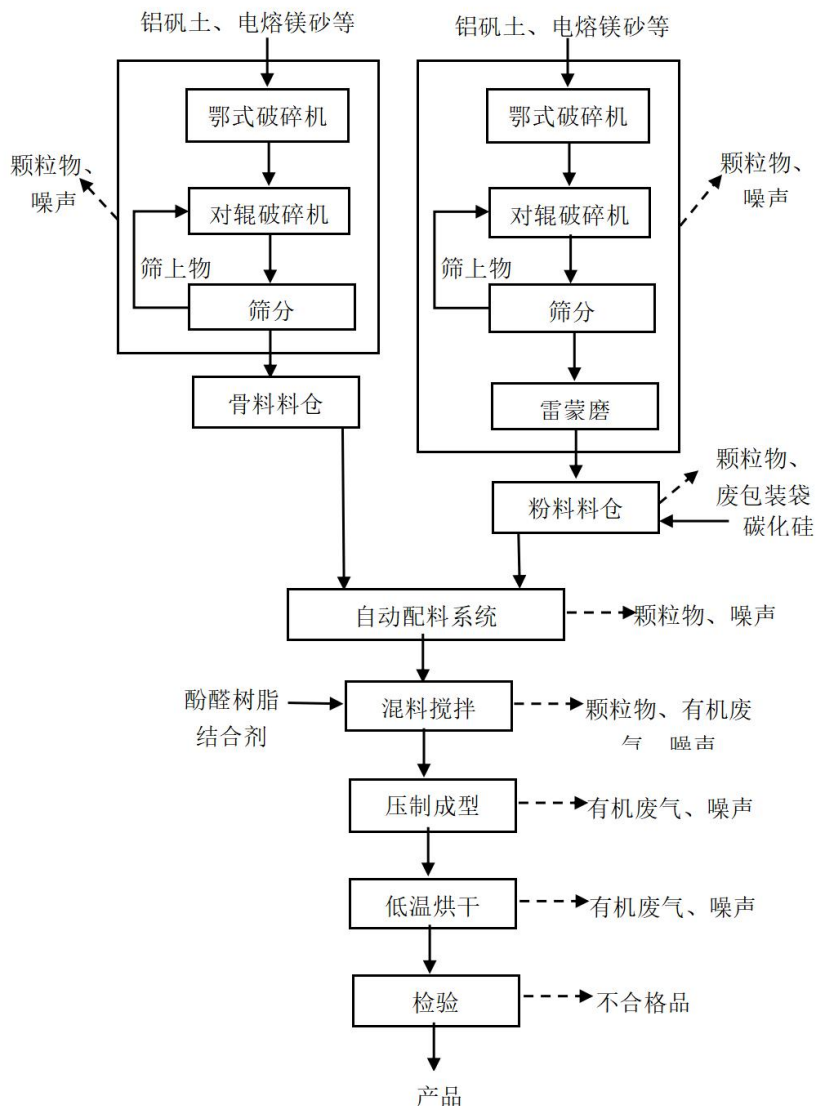 铝矾土、电熔镁砂等
铝矾土、电熔镁砂等
鄂式破碎机
鄂式破碎机
颗粒物、
噪声
颗粒物、
噪声
对辊破碎机
对辊破碎机
筛上物
筛上物
筛分
筛分
骨料料仓
雷蒙磨
颗粒物、
废包装袋
粉料料仓
碳化硅
自动配料系统
颗粒物、噪声
酚醛树脂
结合剂
混料搅拌
颗粒物、有机废
气、噪声
压制成型
有机废气、噪声
低温烘干
有机废气、噪声
检验
不合格品
产品